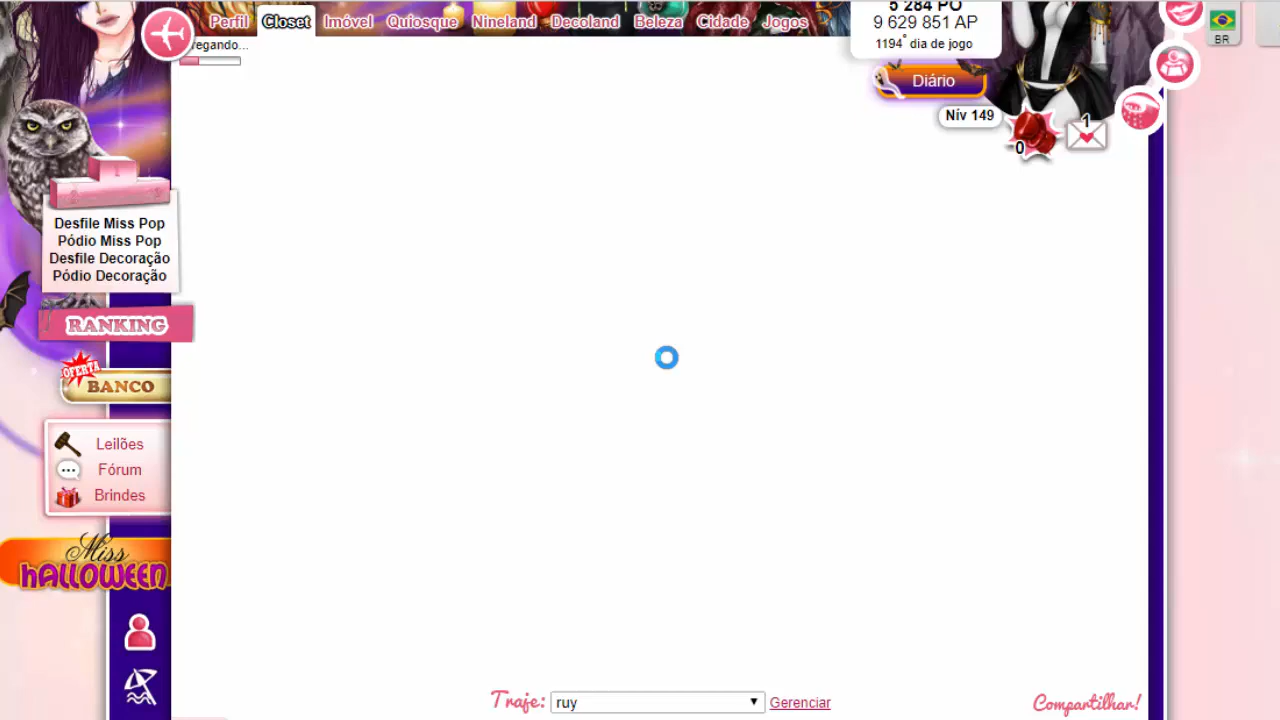 Perfil Closet Imóvel Quiosque Nineland Decoland Beleza Cidade Jogos
5 284 PO
9 629 851 AP
1194° dia de jogo
BR
regando...
Diário
Nív 149
0
1
Desfile Miss Pop
Pódio Miss Pop
Desfile Decoração
Pódio Decoração
RANKING
OFERTA
BANCO
Leilões
Fórum
Brindes
Miss
hALLOWEEN
Traje: ruy Gerenciar
Compartilhar!